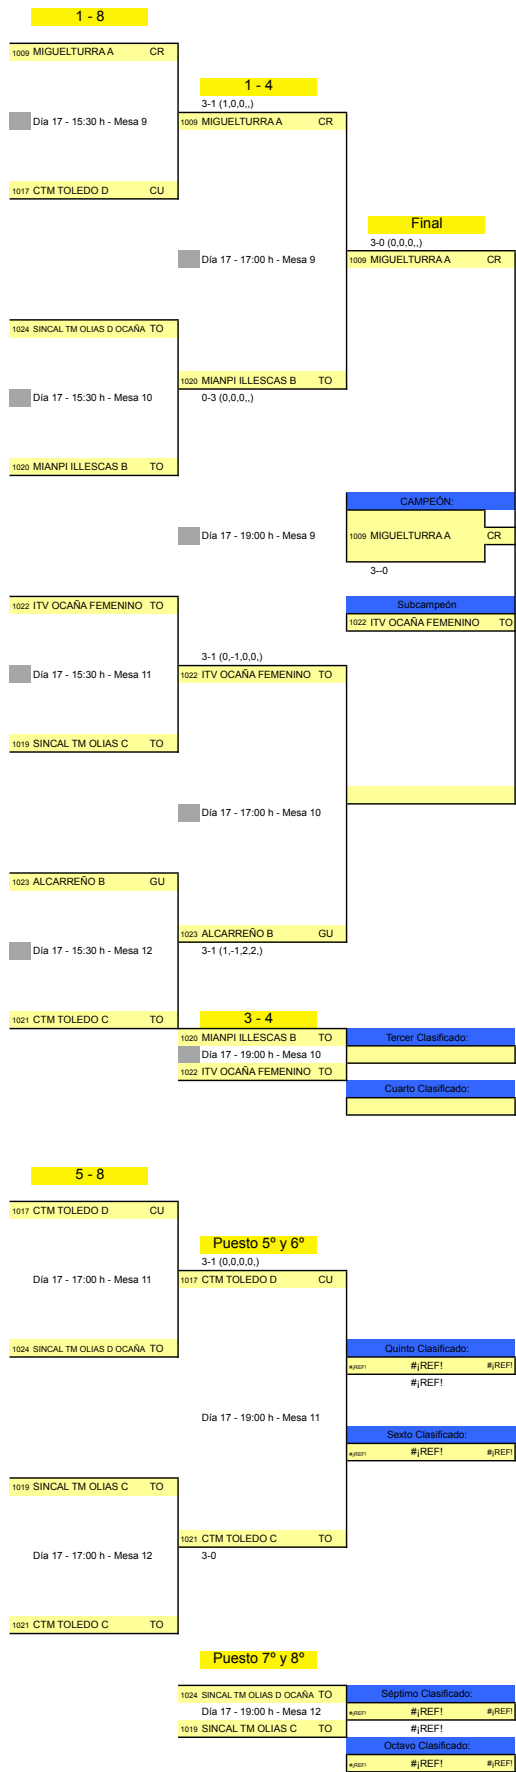 1 - 8
1009 MIGUELTURRA A CR
1 - 4
3-1 (1,0,0,,)
Día 17 - 15:30 h - Mesa 9
1009 MIGUELTURRA A CR
1017 CTM TOLEDO D CU
Final
3-0 (0,0,0,,)
Día 17 - 17:00 h - Mesa 9
1009 MIGUELTURRA A CR
1024 SINCAL TM OLIAS D OCAÑA TO
1020 MIANPI ILLESCAS B TO
Día 17 - 15:30 h - Mesa 10
0-3 (0,0,0,,)
1020 MIANPI ILLESCAS B TO
CAMPEÓN:
Día 17 - 19:00 h - Mesa 9
1009 MIGUELTURRA A CR
3--0
1022 ITV OCAÑA FEMENINO TO
Subcampeón
1022 ITV OCAÑA FEMENINO TO
3-1 (0,-1,0,0,)
Día 17 - 15:30 h - Mesa 11
1022 ITV OCAÑA FEMENINO TO
1019 SINCAL TM OLIAS C TO
Día 17 - 17:00 h - Mesa 10
1023 ALCARREÑO B GU
1023 ALCARREÑO B GU
Día 17 - 15:30 h - Mesa 12
3-1 (1,-1,2,2,)
1021 CTM TOLEDO C TO
3 - 4
1020 MIANPI ILLESCAS B TO
Tercer Clasificado:
Día 17 - 19:00 h - Mesa 10
1022 ITV OCAÑA FEMENINO TO
Cuarto Clasificado:
5 - 8
1017 CTM TOLEDO D CU
Puesto 5º y 6º
3-1 (0,0,0,0,)
Día 17 - 17:00 h - Mesa 11
1017 CTM TOLEDO D CU
1024 SINCAL TM OLIAS D OCAÑA TO
Quinto Clasificado:
#¡REF! #¡REF! #¡REF!
#¡REF!
Día 17 - 19:00 h - Mesa 11
Sexto Clasificado:
#¡REF! #¡REF! #¡REF!
1019 SINCAL TM OLIAS C TO
1021 CTM TOLEDO C TO
Día 17 - 17:00 h - Mesa 12
3-0
1021 CTM TOLEDO C TO
Puesto 7º y 8º
1024 SINCAL TM OLIAS D OCAÑA TO
Séptimo Clasificado:
Día 17 - 19:00 h - Mesa 12
#¡REF! #¡REF! #¡REF!
1019 SINCAL TM OLIAS C TO
#¡REF!
Octavo Clasificado:
#¡REF! #¡REF! #¡REF!